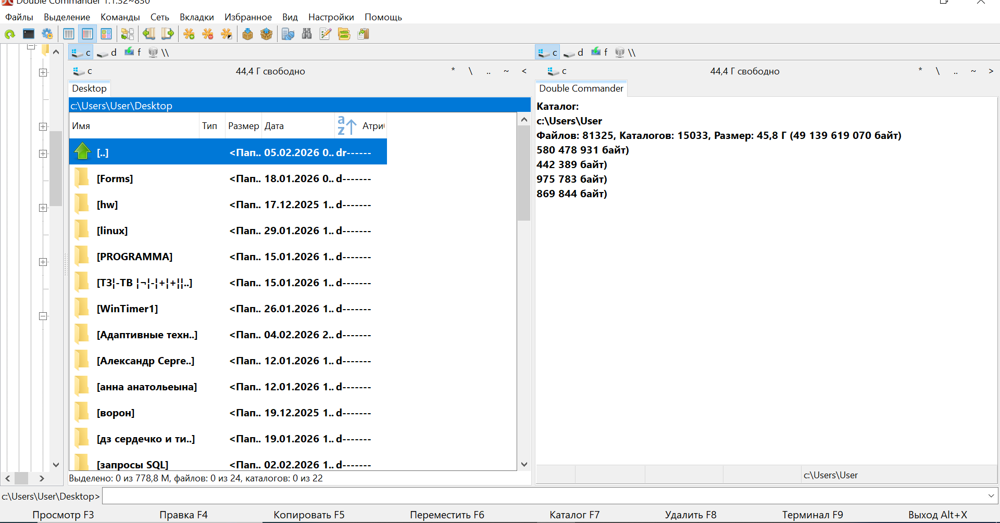 Double Commander 1.1.32~830
Файлы Выделение Команды Сеть Вкладки Избранное Вид Настройки Помощь
c d f \\
c d f \\
c 44,4 Г свободно * \ .. ~ <
c 44,4 Г свободно * \ .. ~ >
Desktop
Double Commander
c:\Users\User\Desktop
Имя Тип Размер Дата Атри
[..] <Пап.. 05.02.2026 0.. dr------
[Forms] <Пап.. 18.01.2026 0.. d-------
[hw] <Пап.. 17.12.2025 1.. d-------
[linux] <Пап.. 29.01.2026 1.. d-------
[PROGRAMMA] <Пап.. 15.01.2026 1.. d-------
[ТЗ¦-ТВ ¦¬¦-¦+¦+¦¦..] <Пап.. 15.01.2026 1.. d-------
[WinTimer1] <Пап.. 26.01.2026 1.. d-------
[Адаптивные техн..] <Пап.. 04.02.2026 2.. d-------
[Александр Серге..] <Пап.. 12.01.2026 1.. d-------
[анна анатольеына] <Пап.. 12.01.2026 1.. d-------
[ворон] <Пап.. 19.12.2025 1.. d-------
[дз сердечко и ти..] <Пап.. 19.01.2026 1.. d-------
[запросы SQL] <Пап.. 02.02.2026 1.. d-------
Выделено: 0 из 778,8 М, файлов: 0 из 24, каталогов: 0 из 22
Каталог:
c:\Users\User
Файлов: 81325, Каталогов: 15033, Размер: 45,8 Г (49 139 619 070 байт)
580 478 931 байт)
442 389 байт)
975 783 байт)
869 844 байт)
c:\Users\User
c:\Users\User\Desktop>
Просмотр F3 Правка F4 Копировать F5 Переместить F6 Каталог F7 Удалить F8 Терминал F9 Выход Alt+X